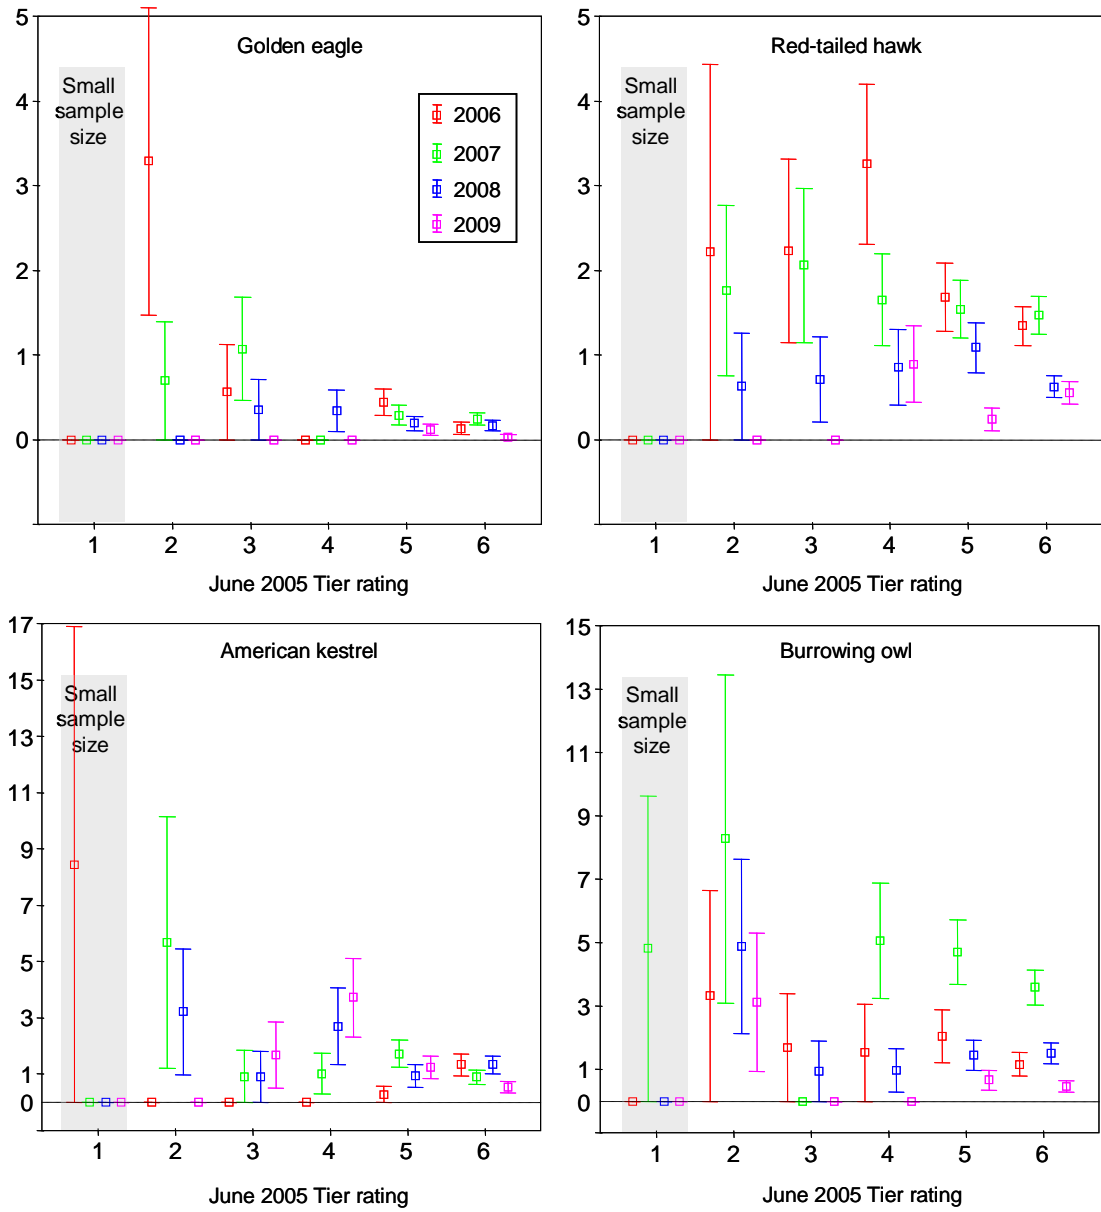 Golden eagle
5
4
3
2
1
0
Small
sample
size
2006
2007
2008
2009
1 2 3 4 5 6
June 2005 Tier rating
Red-tailed hawk
5
4
3
2
1
0
Small
sample
size
1 2 3 4 5 6
June 2005 Tier rating
American kestrel
17
15
13
11
9
7
5
3
1
0
Small
sample
size
1 2 3 4 5 6
June 2005 Tier rating
Burrowing owl
15
13
11
9
7
5
3
1
0
Small
sample
size
1 2 3 4 5 6
June 2005 Tier rating